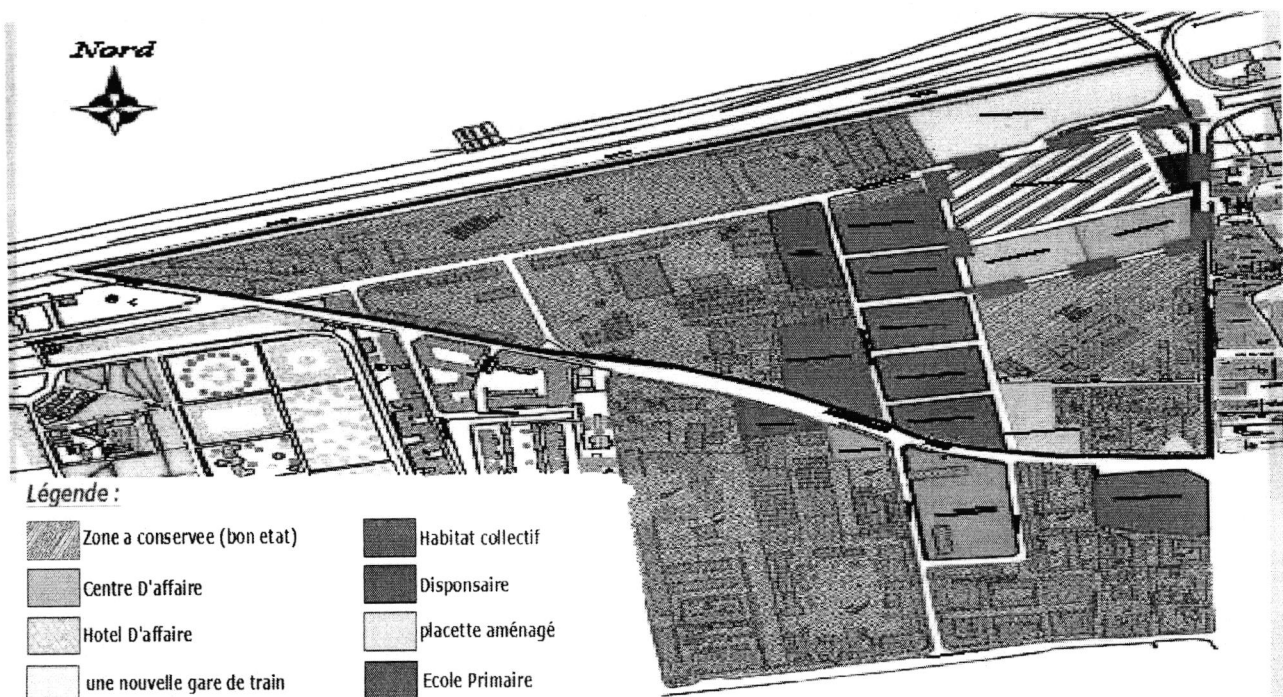 Nord
Légende :
Zone a conservee (bon etat)
Centre D'affaire
Hotel D'affaire
une nouvelle gare de train
Habitat collectif
Disponsaire
placette aménagé
Ecole Primaire